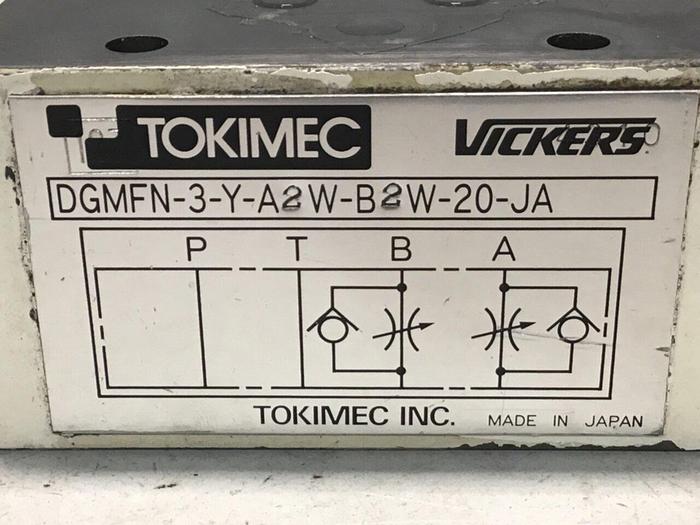 TOKIMEC VICKERS
DGMFN-3-Y-A2W-B2W-20-JA
P T B A
TOKIMEC INC. MADE IN JAPAN